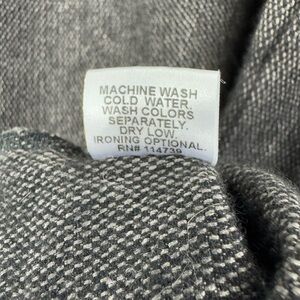 MACHINE WASH
COLD WATER.
WASH COLORS
SEPARATELY.
DRY LOW.
IRONING OPTIONAL.
RN# 114739